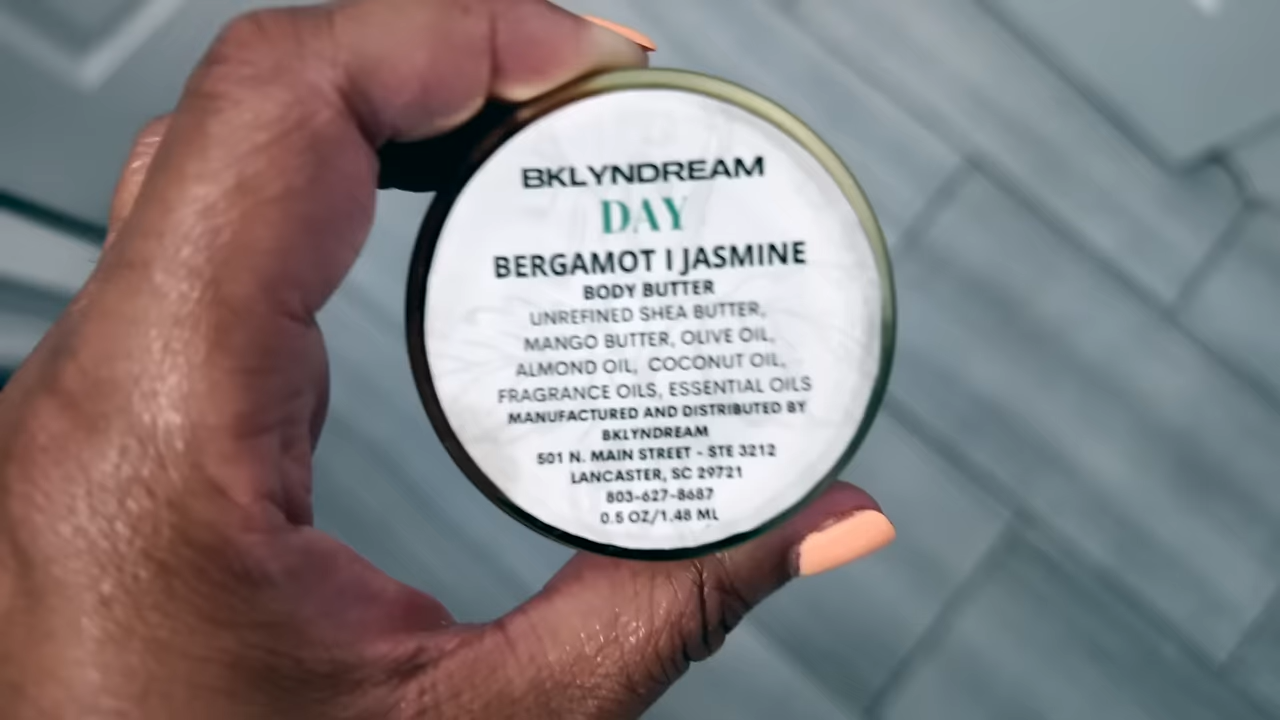 BKLYNDREAM
DAY
BERGAMOT | JASMINE
BODY BUTTER
UNREFINED SHEA BUTTER,
MANGO BUTTER, OLIVE OIL,
ALMOND OIL, COCONUT OIL,
FRAGRANCE OILS, ESSENTIAL OILS
MANUFACTURED AND DISTRIBUTED BY
BKLYNDREAM
501 N. MAIN STREET - STE 3212
LANCASTER, SC 29721
803-627-8687
0.5 OZ/1.48 ML